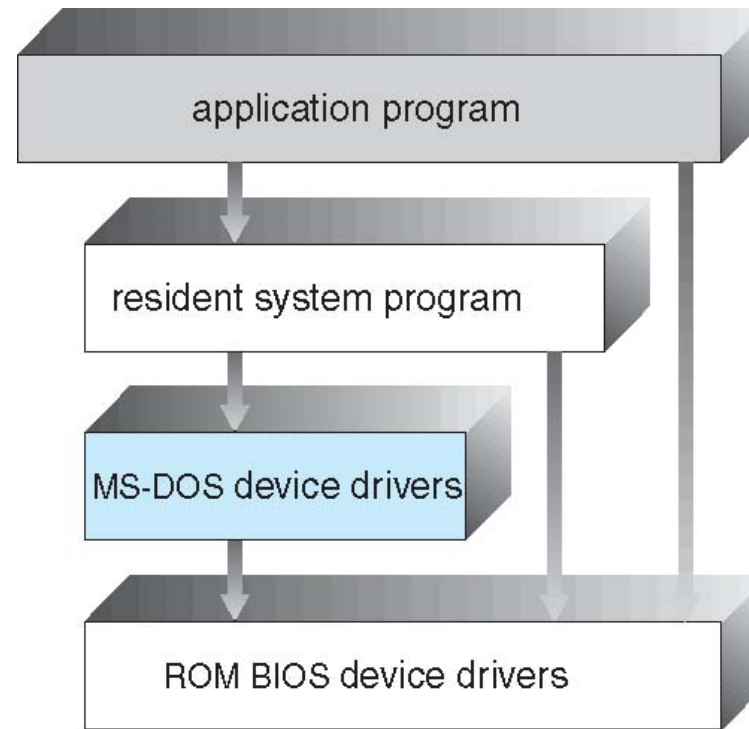 application program
resident system program
MS-DOS device drivers
ROM BIOS device drivers